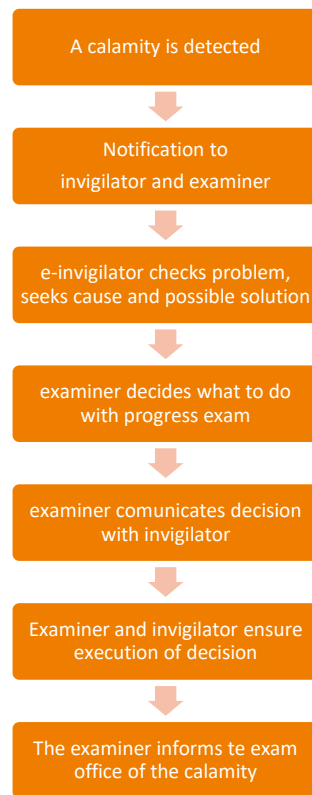 A calamity is detected
Notification to
invigilator and examiner
e-invigilator checks problem,
seeks cause and possible solution
examiner decides what to do
with progress exam
examiner comunicates decision
with invigilator
Examiner and invigilator ensure
execution of decision
The examiner informs te exam
office of the calamity